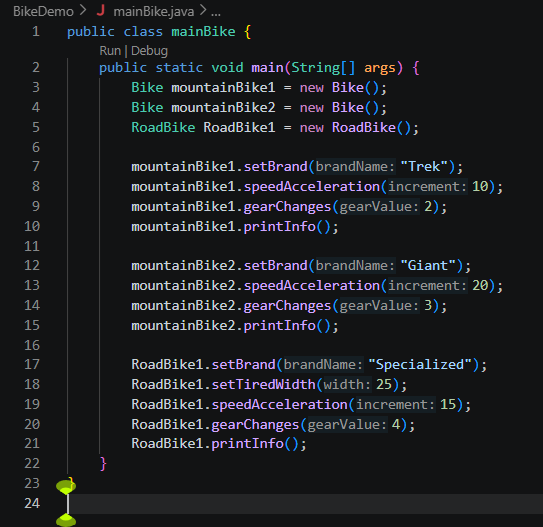 BikeDemo > J mainBike.java > ...
1 public class mainBike {
Run | Debug
2 public static void main(String[] args) {
3 Bike mountainBike1 = new Bike();
4 Bike mountainBike2 = new Bike();
5 RoadBike RoadBike1 = new RoadBike();
6
7 mountainBike1.setBrand(brandName:"Trek");
8 mountainBike1.speedAcceleration(increment:10);
9 mountainBike1.gearChanges(gearValue:2);
10 mountainBike1.printInfo();
11
12 mountainBike2.setBrand(brandName:"Giant");
13 mountainBike2.speedAcceleration(increment:20);
14 mountainBike2.gearChanges(gearValue:3);
15 mountainBike2.printInfo();
16
17 RoadBike1.setBrand(brandName:"Specialized");
18 RoadBike1.setTiredWidth(width:25);
19 RoadBike1.speedAcceleration(increment:15);
20 RoadBike1.gearChanges(gearValue:4);
21 RoadBike1.printInfo();
22 }
23 }
24